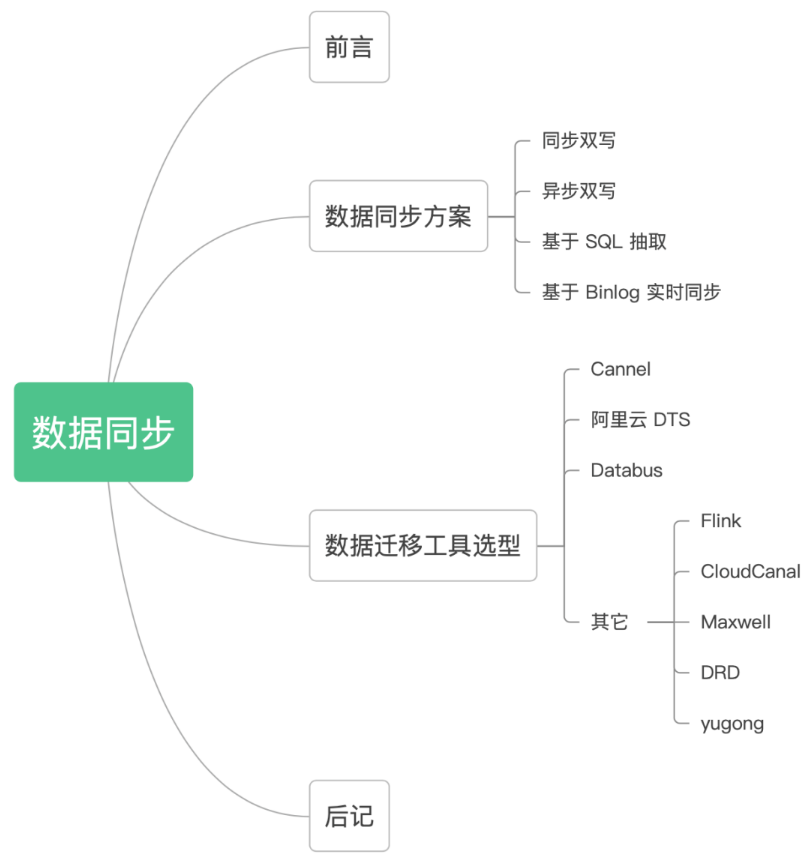 前言
数据同步方案
同步双写
异步双写
基于 SQL 抽取
基于 Binlog 实时同步
数据同步
数据迁移工具选型
Cannel
阿里云 DTS
Databus
其它
Flink
CloudCanal
Maxwell
DRD
yugong
后记